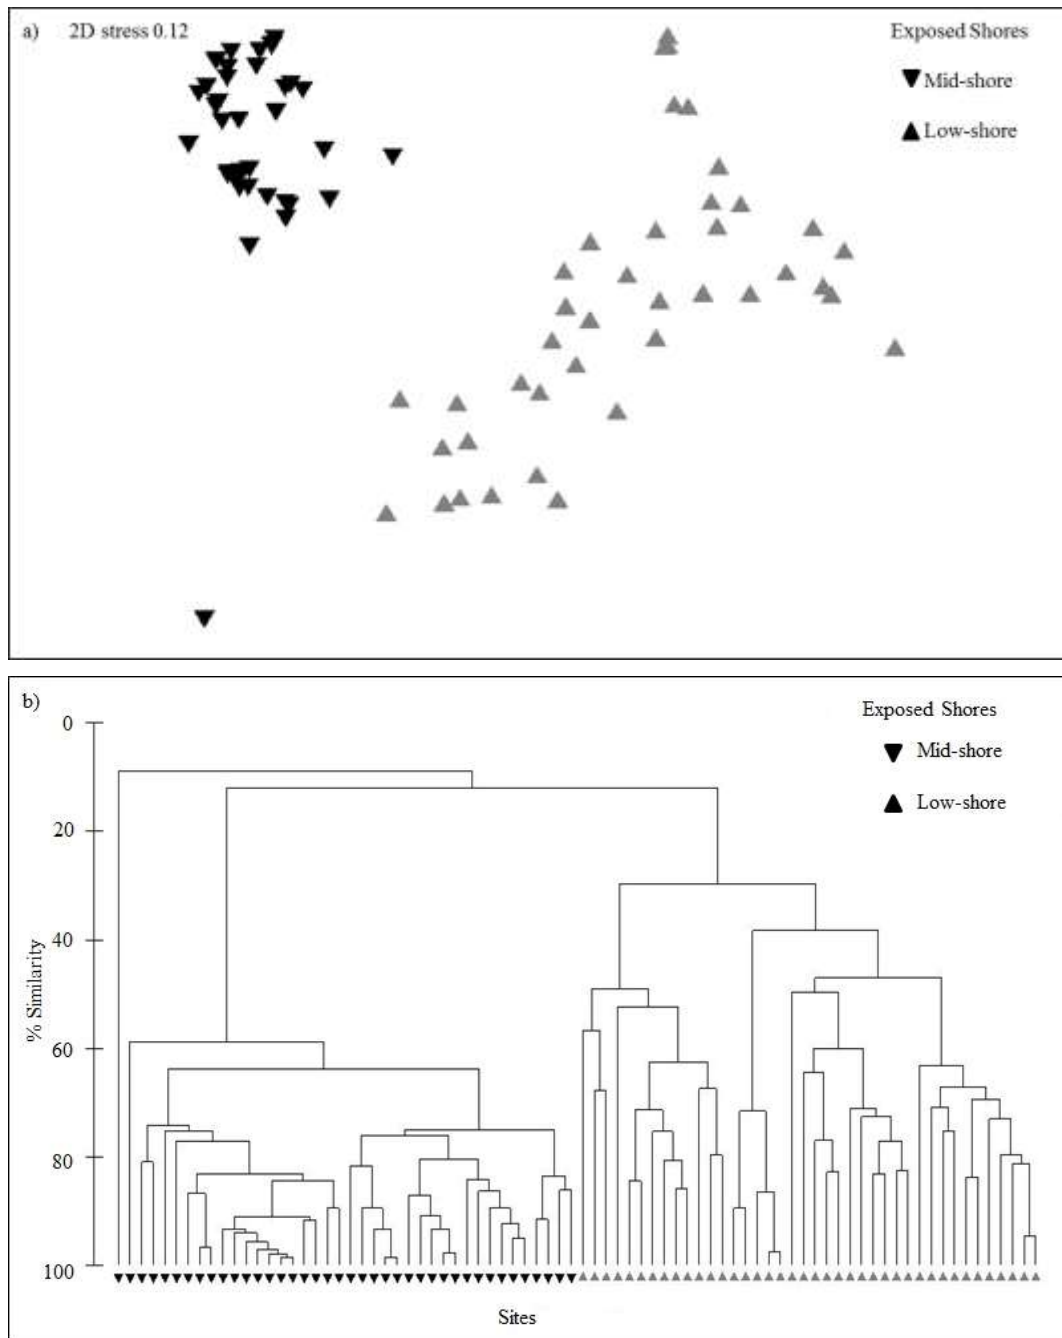 a) 2D stress 0.12 Exposed Shores
Mid-shore
Low-shore
b)
Exposed Shores
Mid-shore
Low-shore
0
20
40
60
80
100
% Similarity
Sites